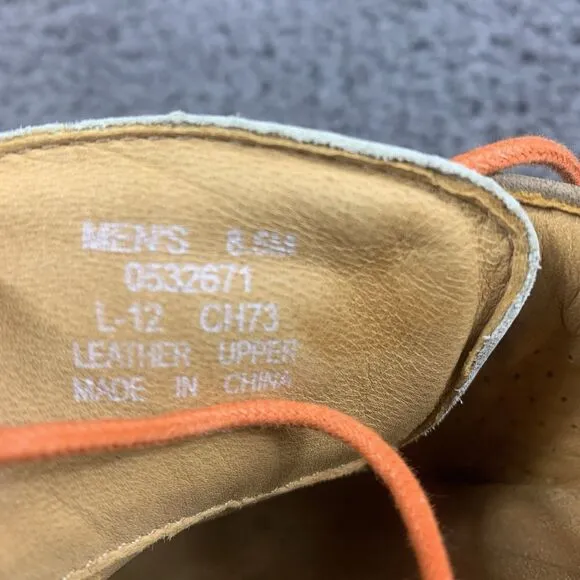 MEN'S 8.5M
0532671
L-12 CH73
LEATHER UPPER
MADE IN CHINA